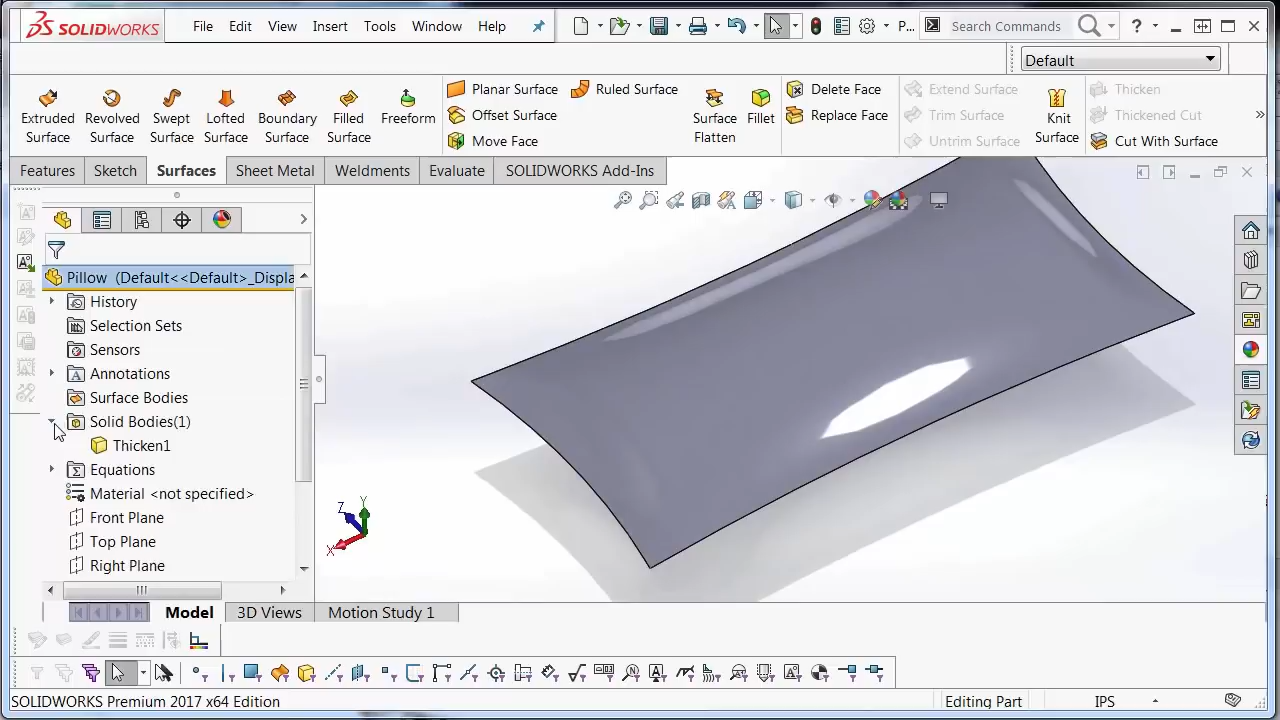 SOLIDWORKS File Edit View Insert Tools Window Help P... Search Commands ?
Default
Extruded Surface
Revolved Surface
Swept Surface
Lofted Surface
Boundary Surface
Filled Surface
Freeform
Planar Surface
Offset Surface
Move Face
Ruled Surface
Surface Flatten
Fillet
Delete Face
Replace Face
Extend Surface
Trim Surface
Untrim Surface
Knit Surface
Thicken
Thickened Cut
Cut With Surface
Features Sketch Surfaces Sheet Metal Weldments Evaluate SOLIDWORKS Add-Ins
Pillow (Default<<Default>_Displa
History
Selection Sets
Sensors
Annotations
Surface Bodies
Solid Bodies(1)
Thicken1
Equations
Material <not specified>
Front Plane
Top Plane
Right Plane
Y
Z
X
Model 3D Views Motion Study 1
SOLIDWORKS Premium 2017 x64 Edition Editing Part IPS